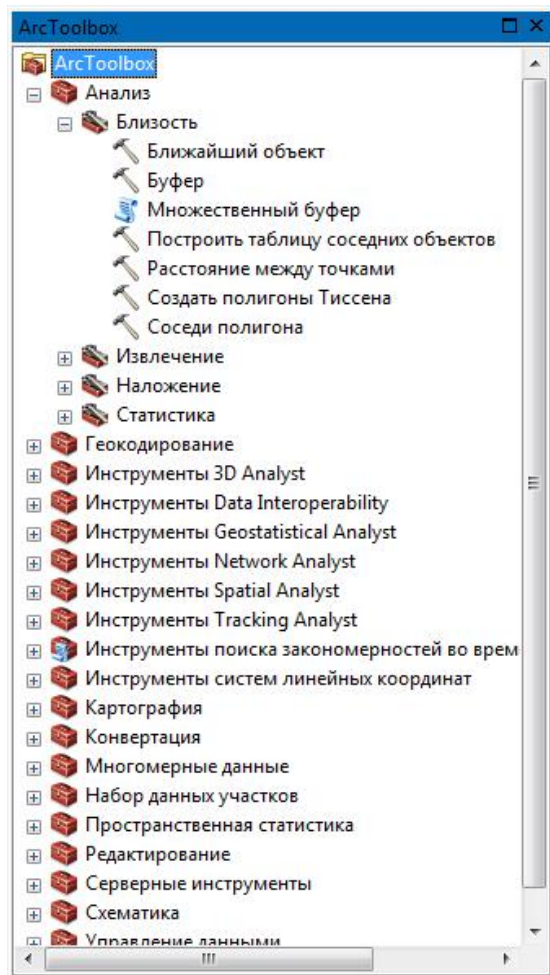 ArcToolbox
ArcToolbox
Анализ
Близость
Ближайший объект
Буфер
Множественный буфер
Построить таблицу соседних объектов
Расстояние между точками
Создать полигоны Тиссена
Соседи полигона
Извлечение
Наложение
Статистика
Геокодирование
Инструменты 3D Analyst
Инструменты Data Interoperability
Инструменты Geostatistical Analyst
Инструменты Network Analyst
Инструменты Spatial Analyst
Инструменты Tracking Analyst
Инструменты поиска закономерностей во врем
Инструменты систем линейных координат
Картография
Конвертация
Многомерные данные
Набор данных участков
Пространственная статистика
Редактирование
Серверные инструменты
Схематика
Управление данными